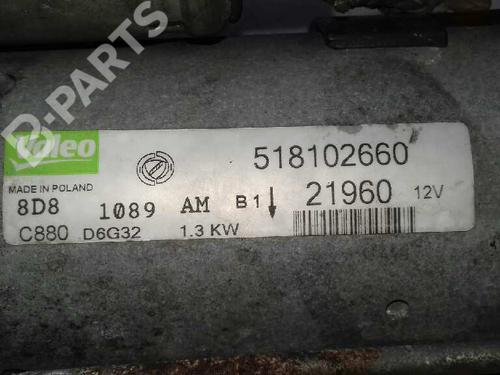 B-PARTS
Valeo
518102660
MADE IN POLAND
8D8 1089 AM B1 21960 12V
C880 D6G32 1.3 KW